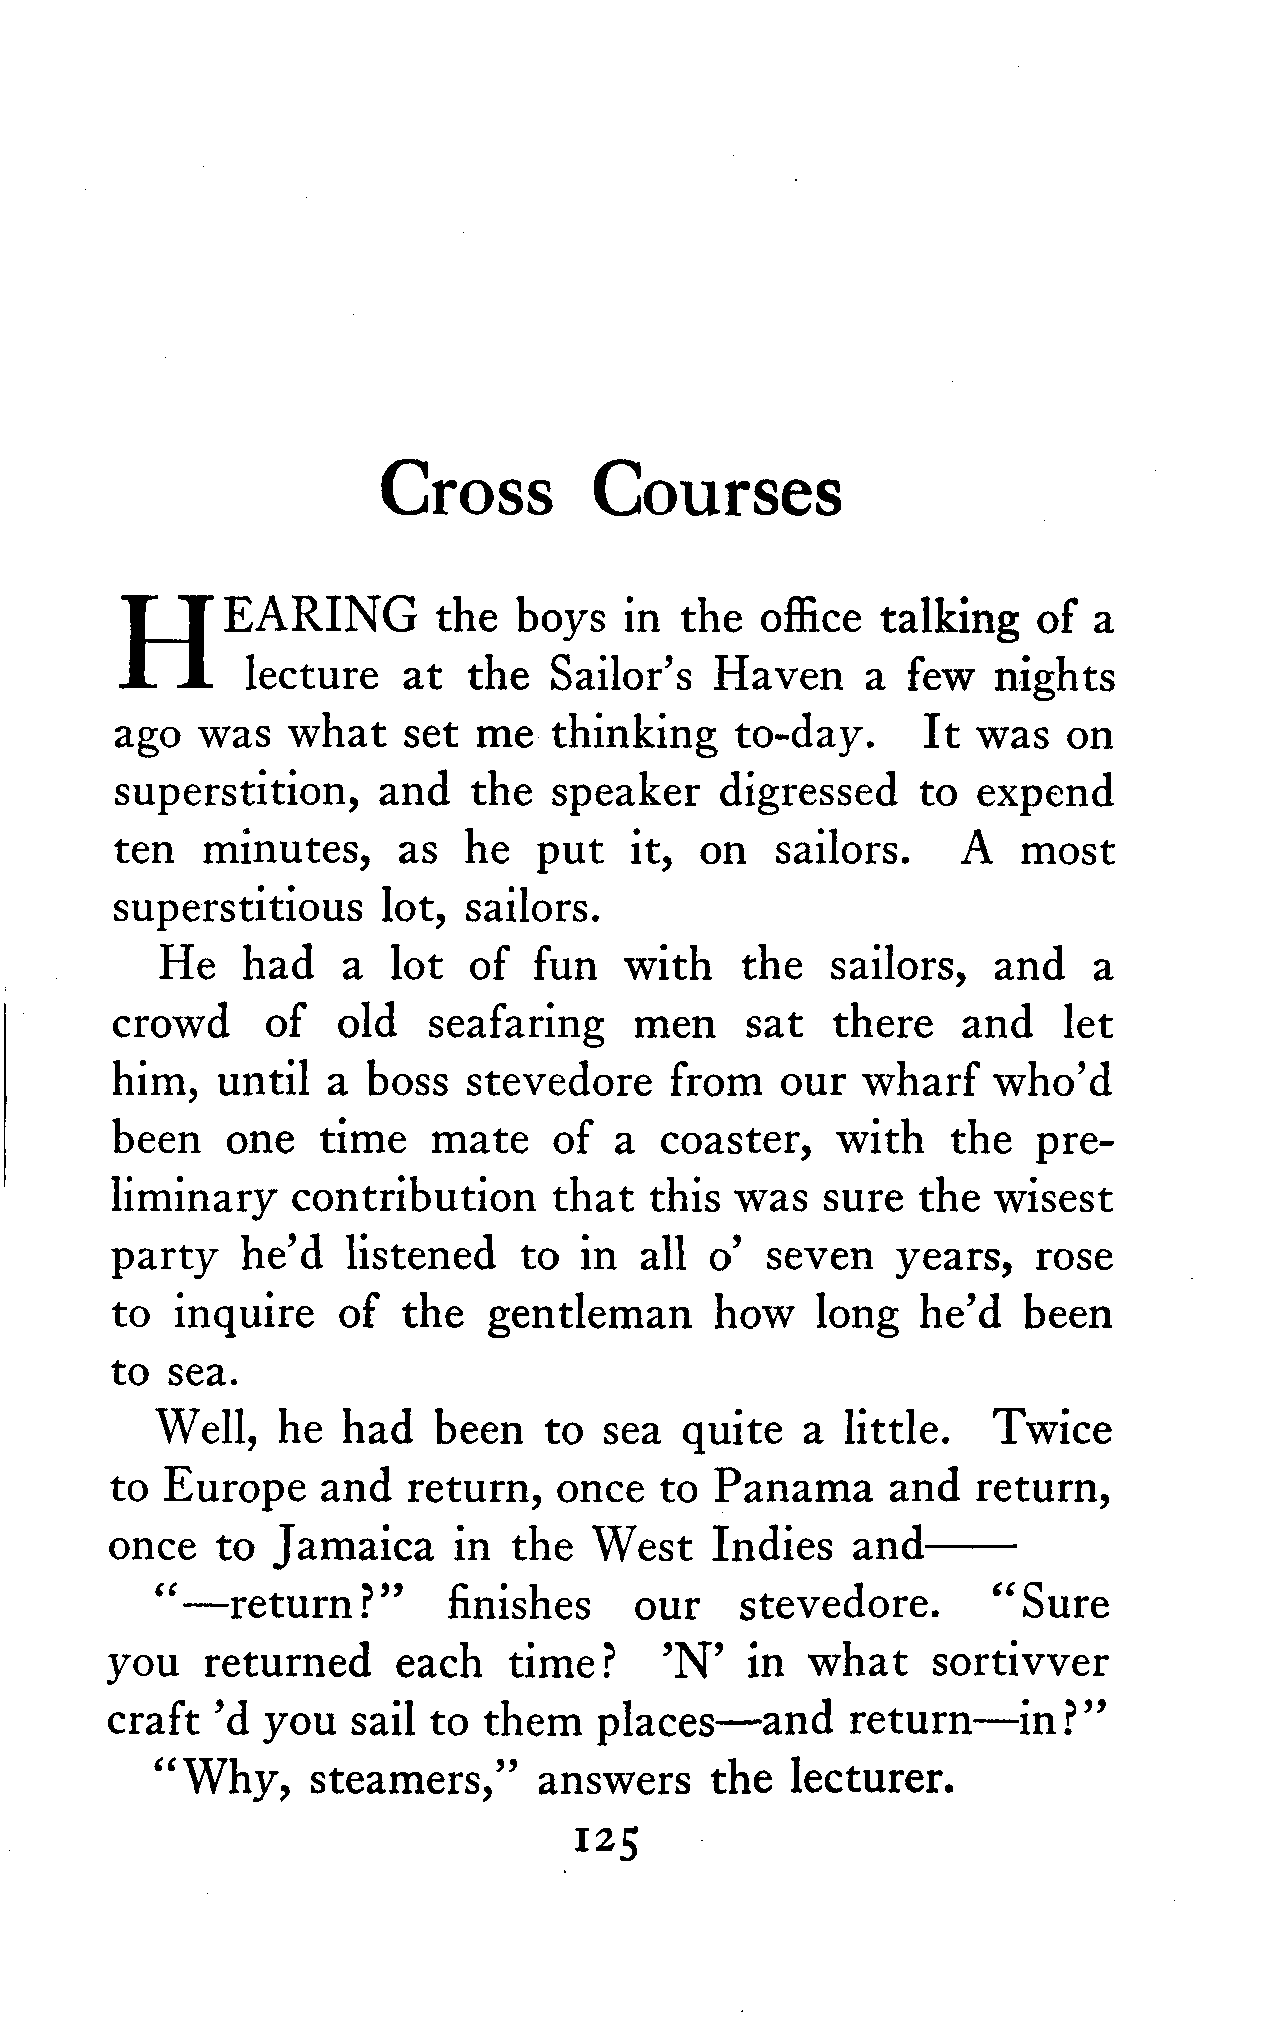 Cross Courses
HEARING the boys in the office talking of a
lecture at the Sailor's Haven a few nights
ago was what set me thinking to-day. It was on
superstition, and the speaker digressed to expend
ten minutes, as he put it, on sailors. A most
superstitious lot, sailors.
He had a lot of fun with the sailors, and a
crowd of old seafaring men sat there and let
him, until a boss stevedore from our wharf who'd
been one time mate of a coaster, with the pre-
liminary contribution that this was sure the wisest
party he'd listened to in all o' seven years, rose
to inquire of the gentleman how long he'd been
to sea.
Well, he had been to sea quite a little. Twice
to Europe and return, once to Panama and return,
once to Jamaica in the West Indies and——
"—return?" finishes our stevedore. "Sure
you returned each time? 'N' in what sortivver
craft 'd you sail to them places—and return—in?"
"Why, steamers," answers the lecturer.
125